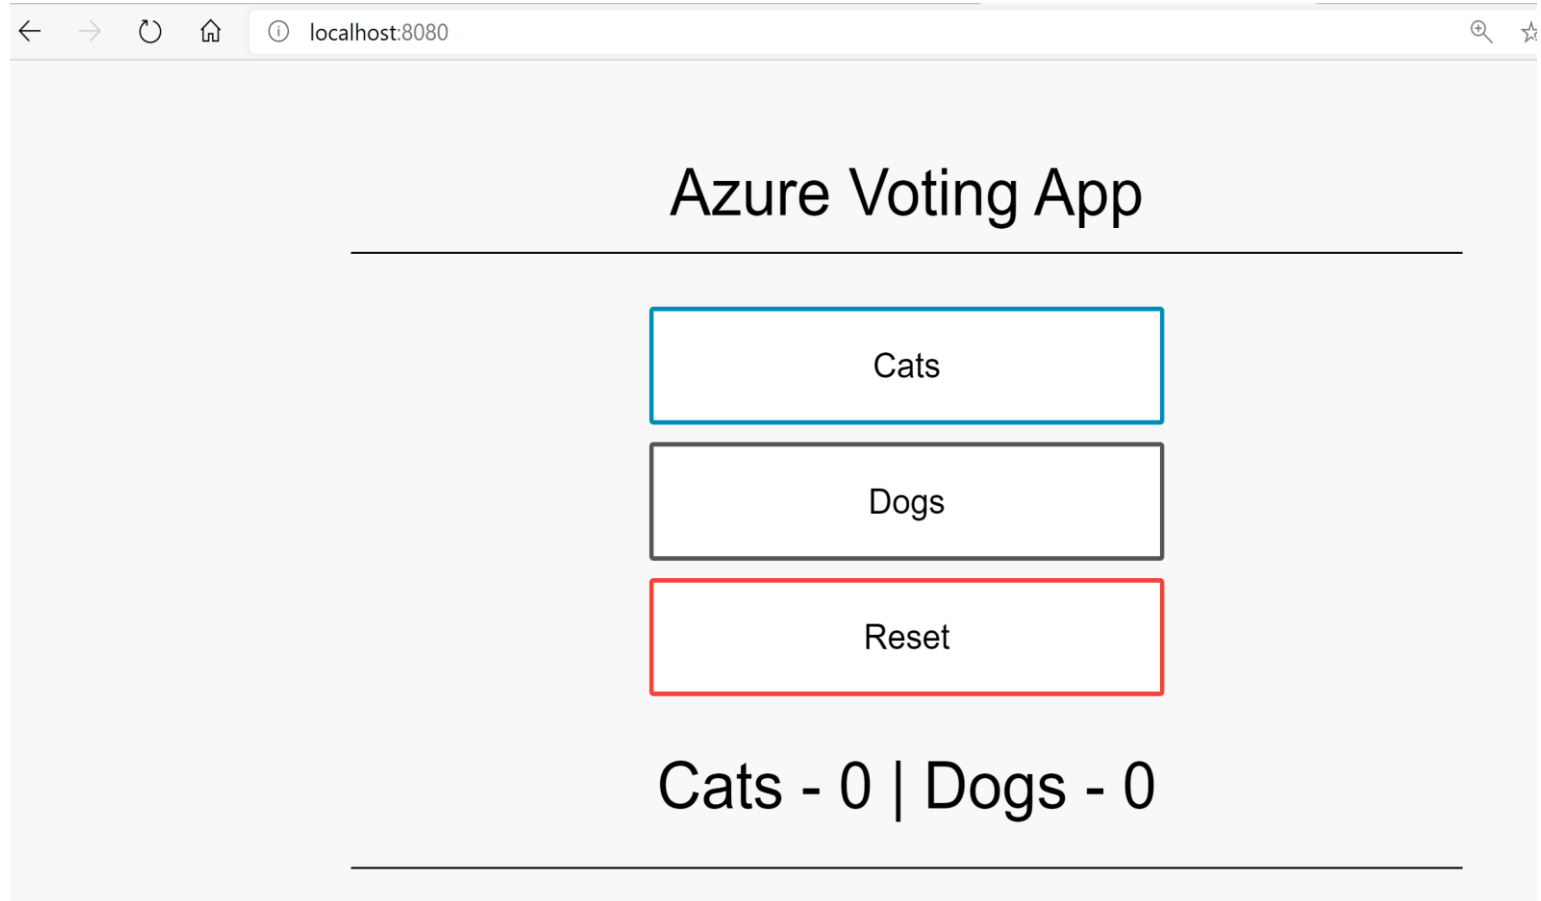 localhost:8080
Azure Voting App
Cats
Dogs
Reset
Cats - 0 | Dogs - 0